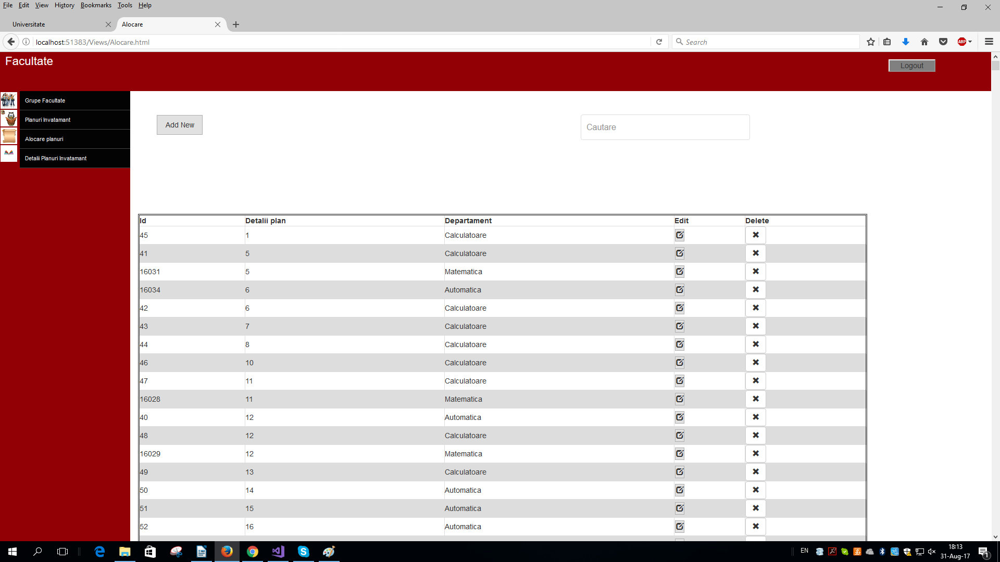 File Edit View History Bookmarks Tools Help
Universitate
Alocare
localhost:51383/Views/Alocare.html
Search
ABP
Facultate
Logout
Grupe Facultate
Planuri Invatamant
Alocare planuri
Detalii Planuri Invatamant
Add New
Cautare
Id Detalii plan Departament Edit Delete
45 1 Calculatoare
41 5 Calculatoare
16031 5 Matematica
16034 6 Automatica
42 6 Calculatoare
43 7 Calculatoare
44 8 Calculatoare
46 10 Calculatoare
47 11 Calculatoare
16028 11 Matematica
40 12 Automatica
48 12 Calculatoare
16029 12 Matematica
49 13 Calculatoare
50 14 Automatica
51 15 Automatica
52 16 Automatica
EN
18:13
31-Aug-17
1